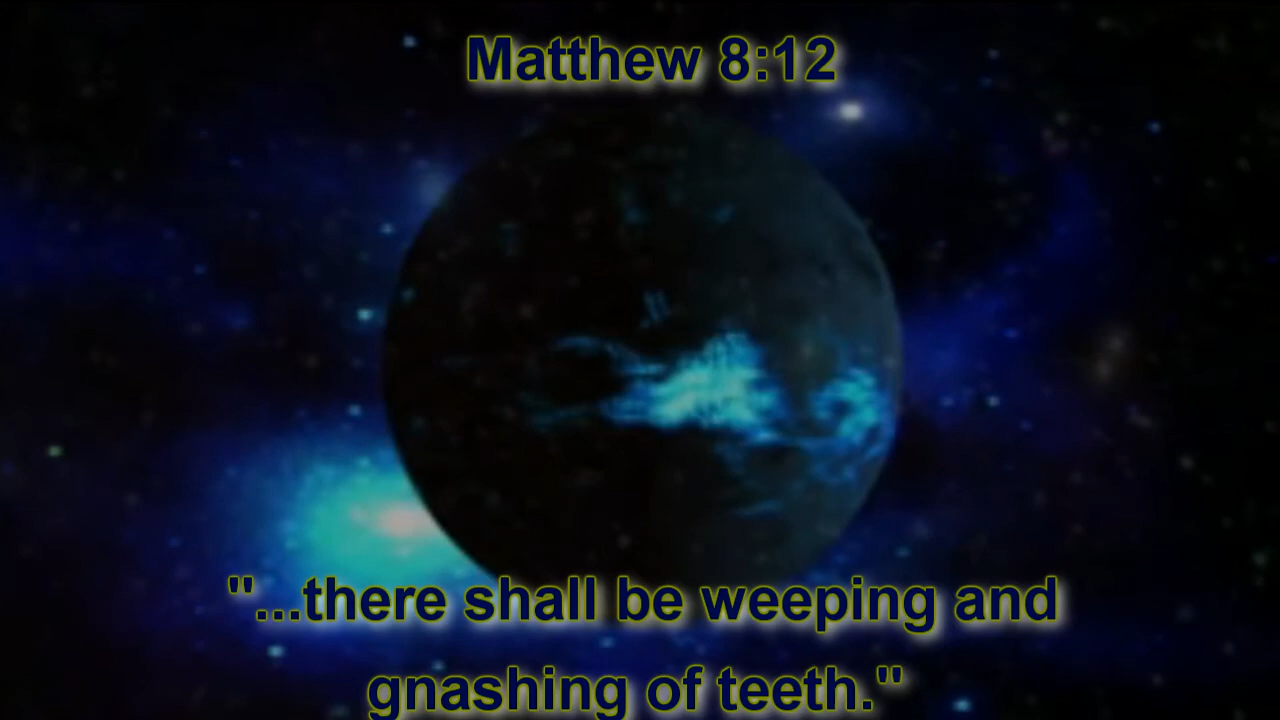 Matthew 8:12
"...there shall be weeping and
gnashing of teeth."